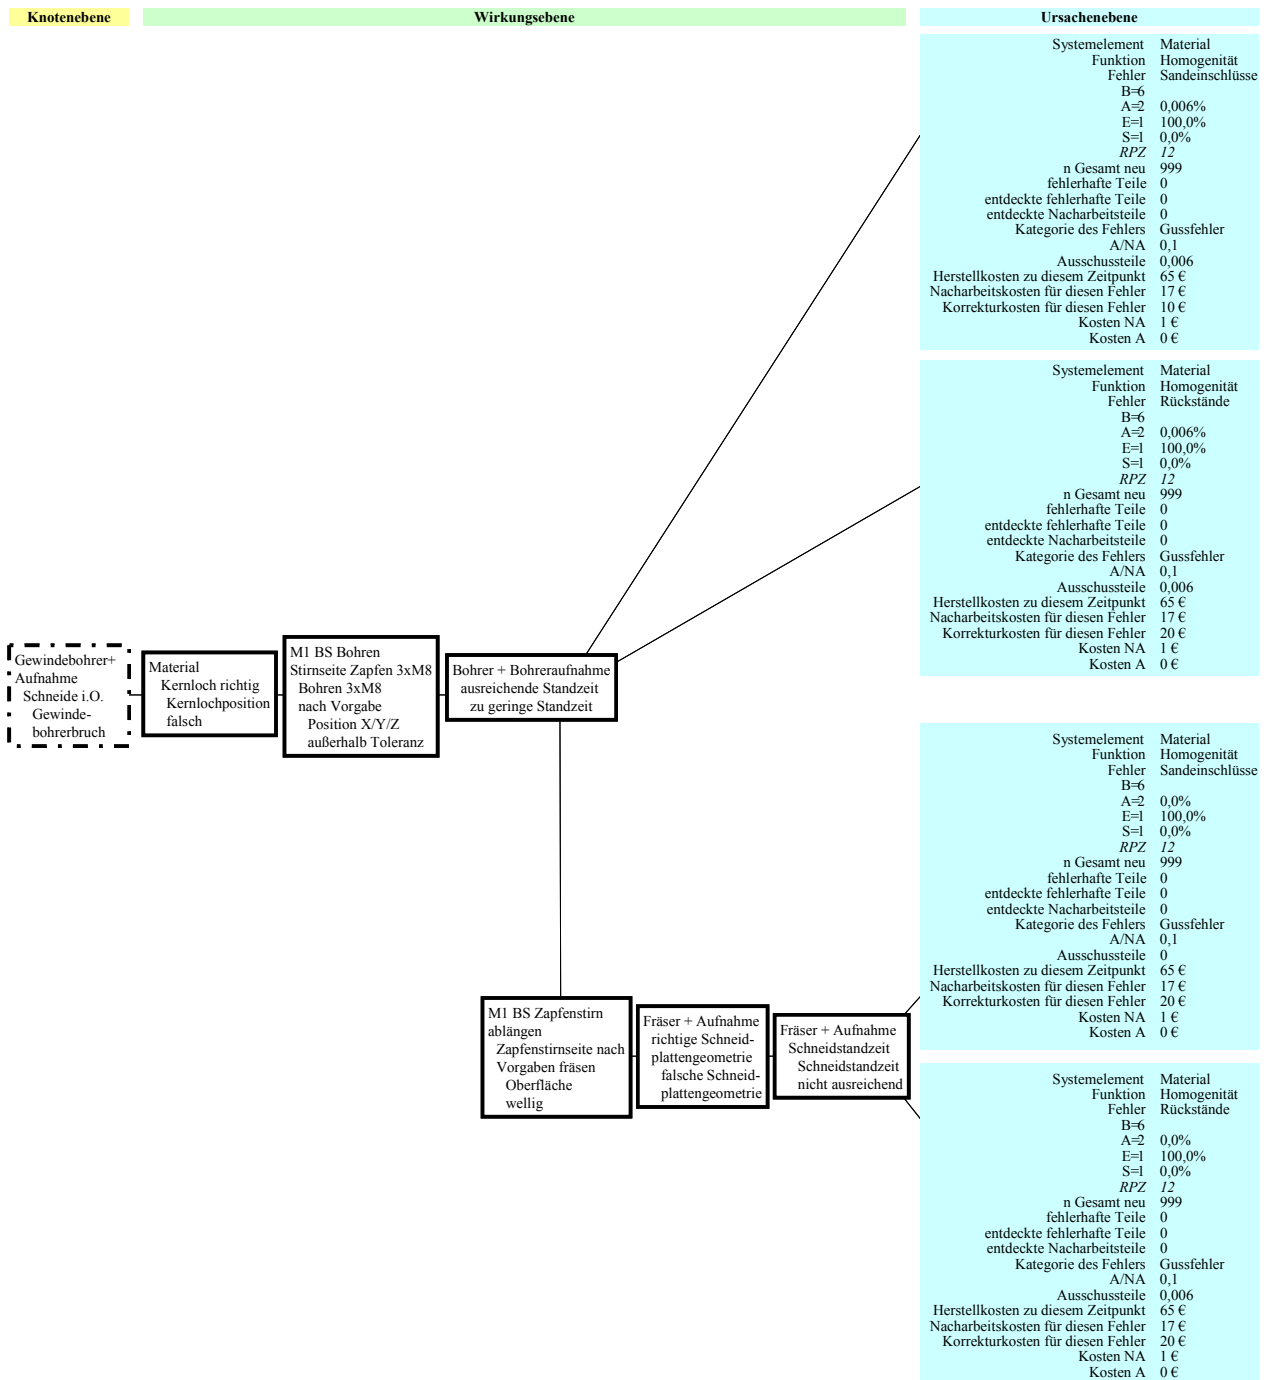 Knotenebene
Wirkungsebene
Ursachenebene
Systemelement Material
Funktion Homogenität
Fehler Sandeinschlüsse
B=6
A=2 0,006%
E=1 100,0%
S=1 0,0%
RPZ 12
n Gesamt neu 999
fehlerhafte Teile 0
entdeckte fehlerhafte Teile 0
entdeckte Nacharbeitsteile 0
Kategorie des Fehlers Gussfehler
A/NA 0,1
Ausschussteile 0,006
Herstellkosten zu diesem Zeitpunkt 65 €
Nacharbeitskosten für diesen Fehler 17 €
Korrekturkosten für diesen Fehler 10 €
Kosten NA 1 €
Kosten A 0 €
Systemelement Material
Funktion Homogenität
Fehler Rückstände
B=6
A=2 0,006%
E=1 100,0%
S=1 0,0%
RPZ 12
n Gesamt neu 999
fehlerhafte Teile 0
entdeckte fehlerhafte Teile 0
entdeckte Nacharbeitsteile 0
Kategorie des Fehlers Gussfehler
A/NA 0,1
Ausschussteile 0,006
Herstellkosten zu diesem Zeitpunkt 65 €
Nacharbeitskosten für diesen Fehler 17 €
Korrekturkosten für diesen Fehler 20 €
Kosten NA 1 €
Kosten A 0 €
Gewindebohrer+
Aufnahme
Schneide i.O.
Gewinde-
bohrerbruch
Material
Kernloch richtig
Kernlochposition
falsch
M1 BS Bohren
Stirnseite Zapfen 3xM8
Bohren 3xM8
nach Vorgabe
Position X/Y/Z
außerhalb Toleranz
Bohrer + Bohreraufnahme
ausreichende Standzeit
zu geringe Standzeit
Systemelement Material
Funktion Homogenität
Fehler Sandeinschlüsse
B=6
A=2 0,0%
E=1 100,0%
S=1 0,0%
RPZ 12
n Gesamt neu 999
fehlerhafte Teile 0
entdeckte fehlerhafte Teile 0
entdeckte Nacharbeitsteile 0
Kategorie des Fehlers Gussfehler
A/NA 0,1
Ausschussteile 0
Herstellkosten zu diesem Zeitpunkt 65 €
Nacharbeitskosten für diesen Fehler 17 €
Korrekturkosten für diesen Fehler 20 €
Kosten NA 1 €
Kosten A 0 €
M1 BS Zapfenstirn
ablängen
Zapfenstirnseite nach
Vorgaben fräsen
Oberfläche
wellig
Fräser + Aufnahme
richtige Schneid-
plattengeometrie
falsche Schneid-
plattengeometrie
Fräser + Aufnahme
Schneidstandzeit
Schneidstandzeit
nicht ausreichend
Systemelement Material
Funktion Homogenität
Fehler Rückstände
B=6
A=2 0,0%
E=1 100,0%
S=1 0,0%
RPZ 12
n Gesamt neu 999
fehlerhafte Teile 0
entdeckte fehlerhafte Teile 0
entdeckte Nacharbeitsteile 0
Kategorie des Fehlers Gussfehler
A/NA 0,1
Ausschussteile 0,006
Herstellkosten zu diesem Zeitpunkt 65 €
Nacharbeitskosten für diesen Fehler 17 €
Korrekturkosten für diesen Fehler 20 €
Kosten NA 1 €
Kosten A 0 €